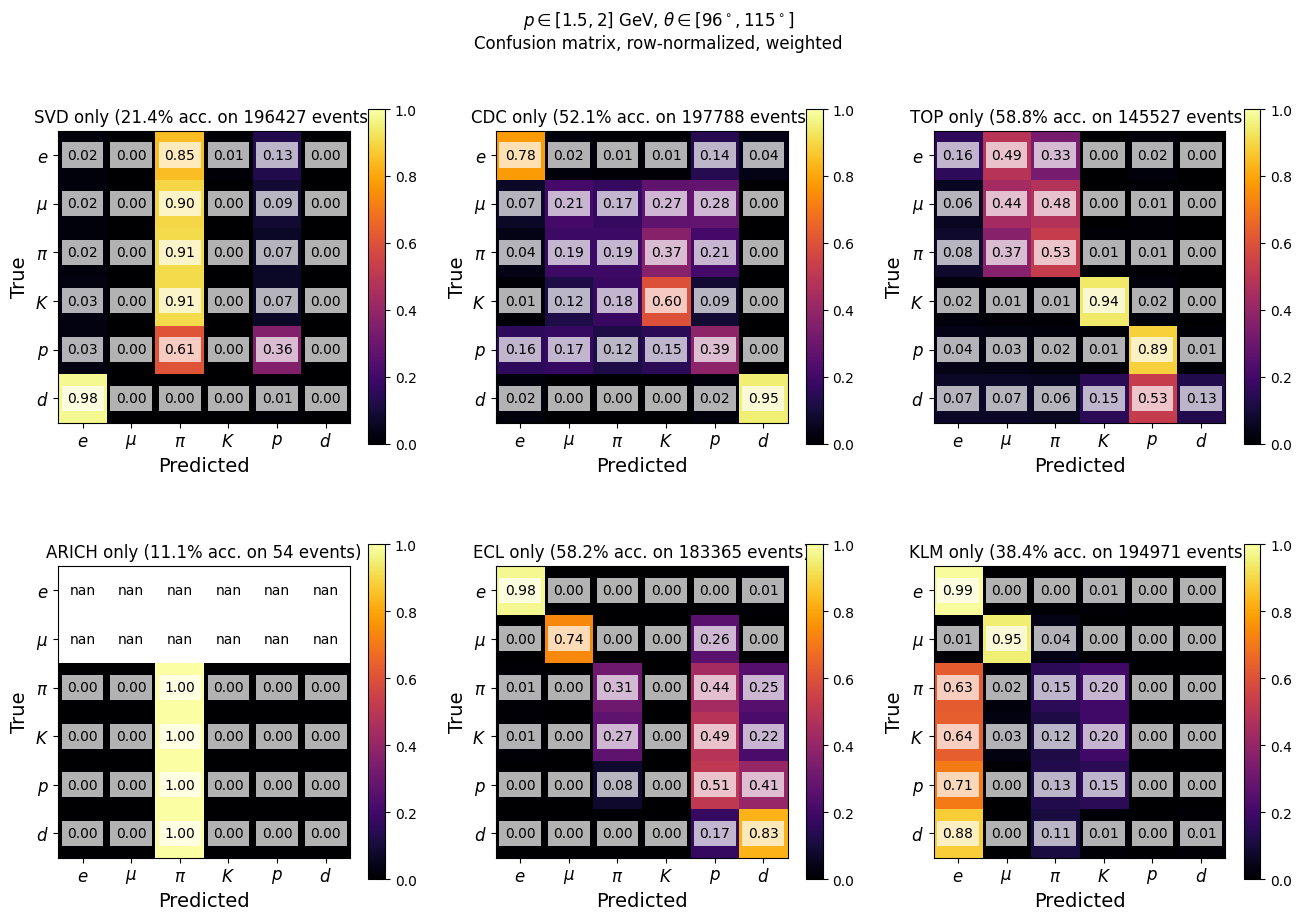 p ∈ [1.5, 2] GeV, θ ∈ [96°, 115°]
Confusion matrix, row-normalized, weighted
SVD only (21.4% acc. on 196427 events
True
e 0.02 0.00 0.85 0.01 0.13 0.00
μ 0.02 0.00 0.90 0.00 0.09 0.00
π 0.02 0.00 0.91 0.00 0.07 0.00
K 0.03 0.00 0.91 0.00 0.07 0.00
p 0.03 0.00 0.61 0.00 0.36 0.00
d 0.98 0.00 0.00 0.00 0.01 0.00
e μ π K p d
Predicted
1.0
0.8
0.6
0.4
0.2
0.0
CDC only (52.1% acc. on 197788 events
True
e 0.78 0.02 0.01 0.01 0.14 0.04
μ 0.07 0.21 0.17 0.27 0.28 0.00
π 0.04 0.19 0.19 0.37 0.21 0.00
K 0.01 0.12 0.18 0.60 0.09 0.00
p 0.16 0.17 0.12 0.15 0.39 0.00
d 0.02 0.00 0.00 0.00 0.02 0.95
e μ π K p d
Predicted
1.0
0.8
0.6
0.4
0.2
0.0
TOP only (58.8% acc. on 145527 events
True
e 0.16 0.49 0.33 0.00 0.02 0.00
μ 0.06 0.44 0.48 0.00 0.01 0.00
π 0.08 0.37 0.53 0.01 0.01 0.00
K 0.02 0.01 0.01 0.94 0.02 0.00
p 0.04 0.03 0.02 0.01 0.89 0.01
d 0.07 0.07 0.06 0.15 0.53 0.13
e μ π K p d
Predicted
1.0
0.8
0.6
0.4
0.2
0.0
ARICH only (11.1% acc. on 54 events)
True
e nan nan nan nan nan nan
μ nan nan nan nan nan nan
π 0.00 0.00 1.00 0.00 0.00 0.00
K 0.00 0.00 1.00 0.00 0.00 0.00
p 0.00 0.00 1.00 0.00 0.00 0.00
d 0.00 0.00 1.00 0.00 0.00 0.00
e μ π K p d
Predicted
1.0
0.8
0.6
0.4
0.2
0.0
ECL only (58.2% acc. on 183365 events
True
e 0.98 0.00 0.00 0.00 0.00 0.01
μ 0.00 0.74 0.00 0.00 0.26 0.00
π 0.01 0.00 0.31 0.00 0.44 0.25
K 0.01 0.00 0.27 0.00 0.49 0.22
p 0.00 0.00 0.08 0.00 0.51 0.41
d 0.00 0.00 0.00 0.00 0.17 0.83
e μ π K p d
Predicted
1.0
0.8
0.6
0.4
0.2
0.0
KLM only (38.4% acc. on 194971 events
True
e 0.99 0.00 0.00 0.01 0.00 0.00
μ 0.01 0.95 0.04 0.00 0.00 0.00
π 0.63 0.02 0.15 0.20 0.00 0.00
K 0.64 0.03 0.12 0.20 0.00 0.00
p 0.71 0.00 0.13 0.15 0.00 0.00
d 0.88 0.00 0.11 0.01 0.00 0.01
e μ π K p d
Predicted
1.0
0.8
0.6
0.4
0.2
0.0